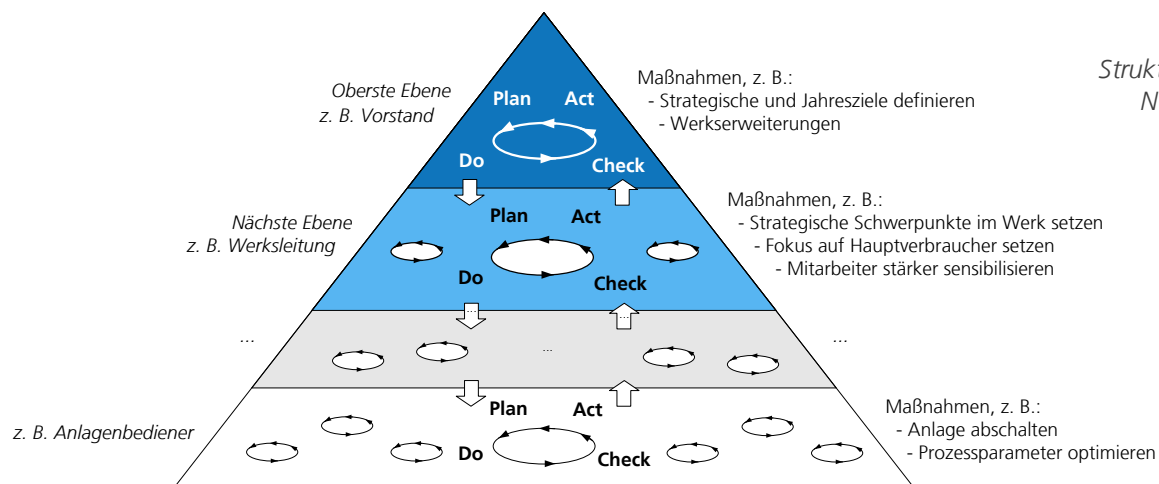 Oberste Ebene
z. B. Vorstand
Plan
Act
Do
Check
Maßnahmen, z. B.:
- Strategische und Jahresziele definieren
- Werkserweiterungen
Strukt
N
Nächste Ebene
z. B. Werksleitung
Plan
Act
Do
Check
Maßnahmen, z. B.:
- Strategische Schwerpunkte im Werk setzen
- Fokus auf Hauptverbraucher setzen
- Mitarbeiter stärker sensibilisieren
...
...
...
...
...
z. B. Anlagenbediener
Plan
Act
Do
Check
Maßnahmen, z. B.:
- Anlage abschalten
- Prozessparameter optimieren